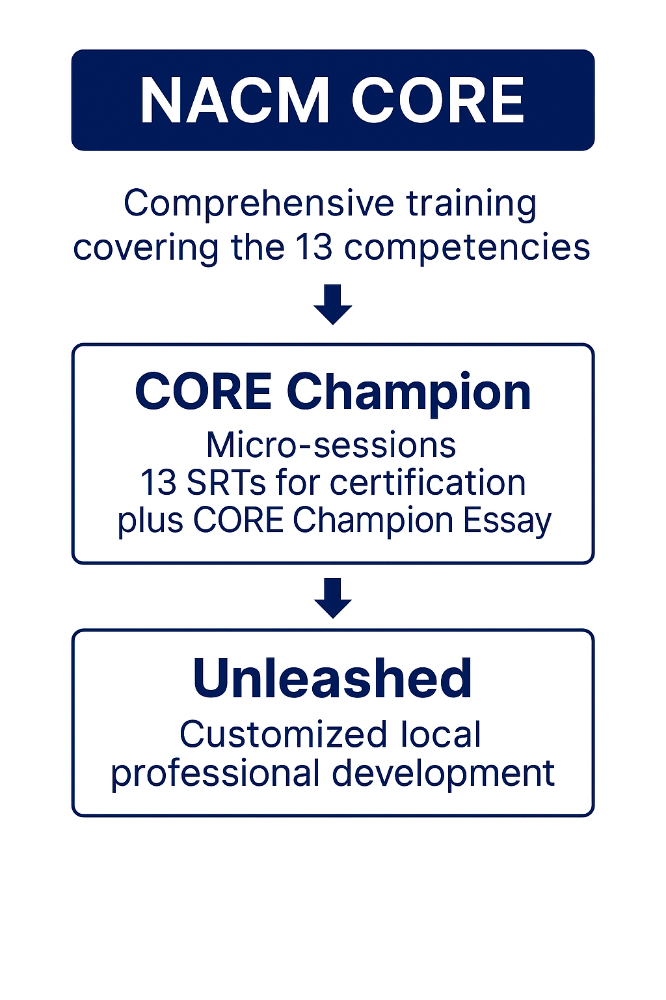 NACM CORE
Comprehensive training
covering the 13 competencies
CORE Champion
Micro-sessions
13 SRTs for certification
plus CORE Champion Essay
Unleashed
Customized local
professional development